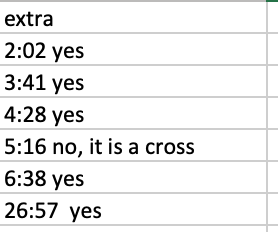 extra
2:02 yes
3:41 yes
4:28 yes
5:16 no, it is a cross
6:38 yes
26:57  yes